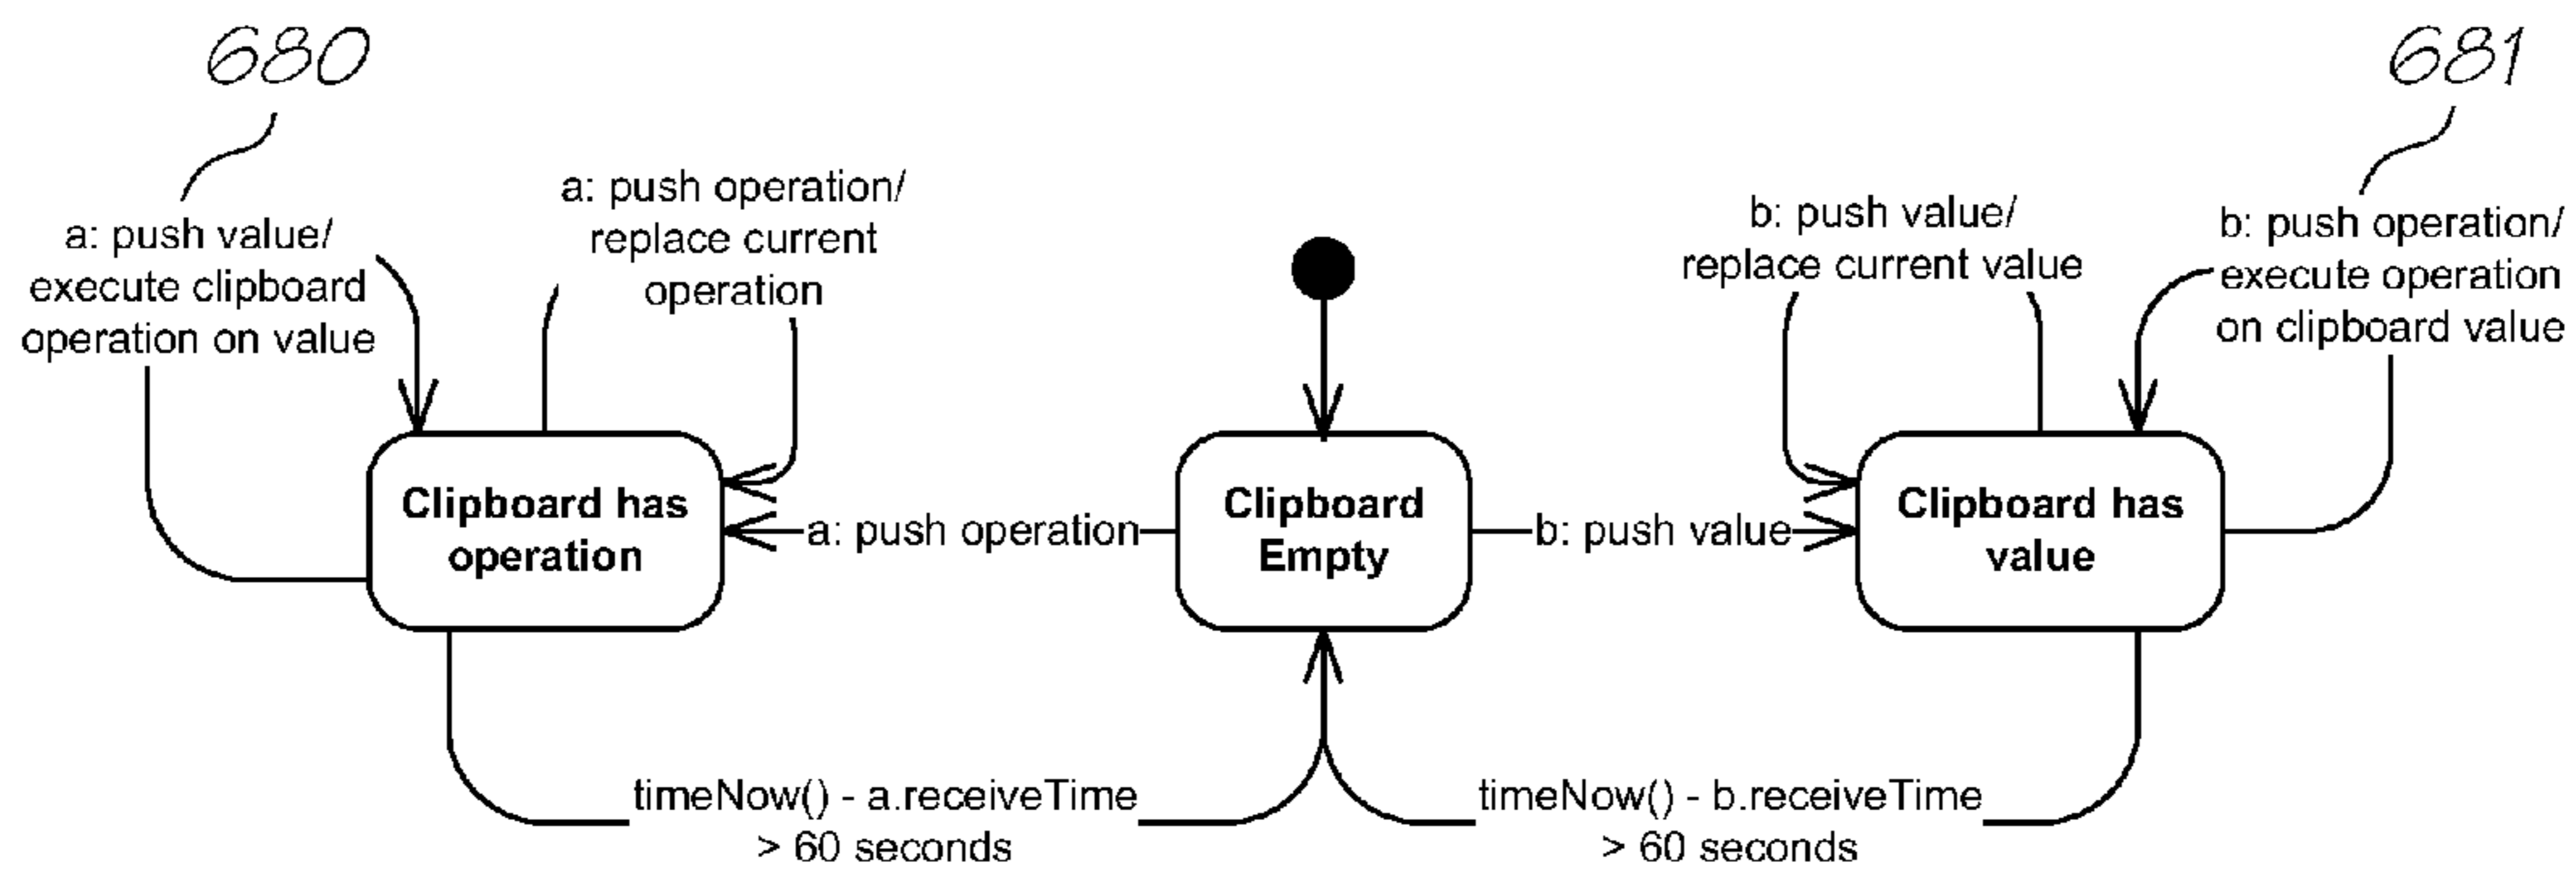 680
681
a: push value/
execute clipboard
operation on value
a: push operation/
replace current
operation
b: push value/
replace current value
b: push operation/
execute operation
on clipboard value
Clipboard has
operation
a: push operation
Clipboard
Empty
b: push value
Clipboard has
value
timeNow() - a.receiveTime
> 60 seconds
timeNow() - b.receiveTime
> 60 seconds